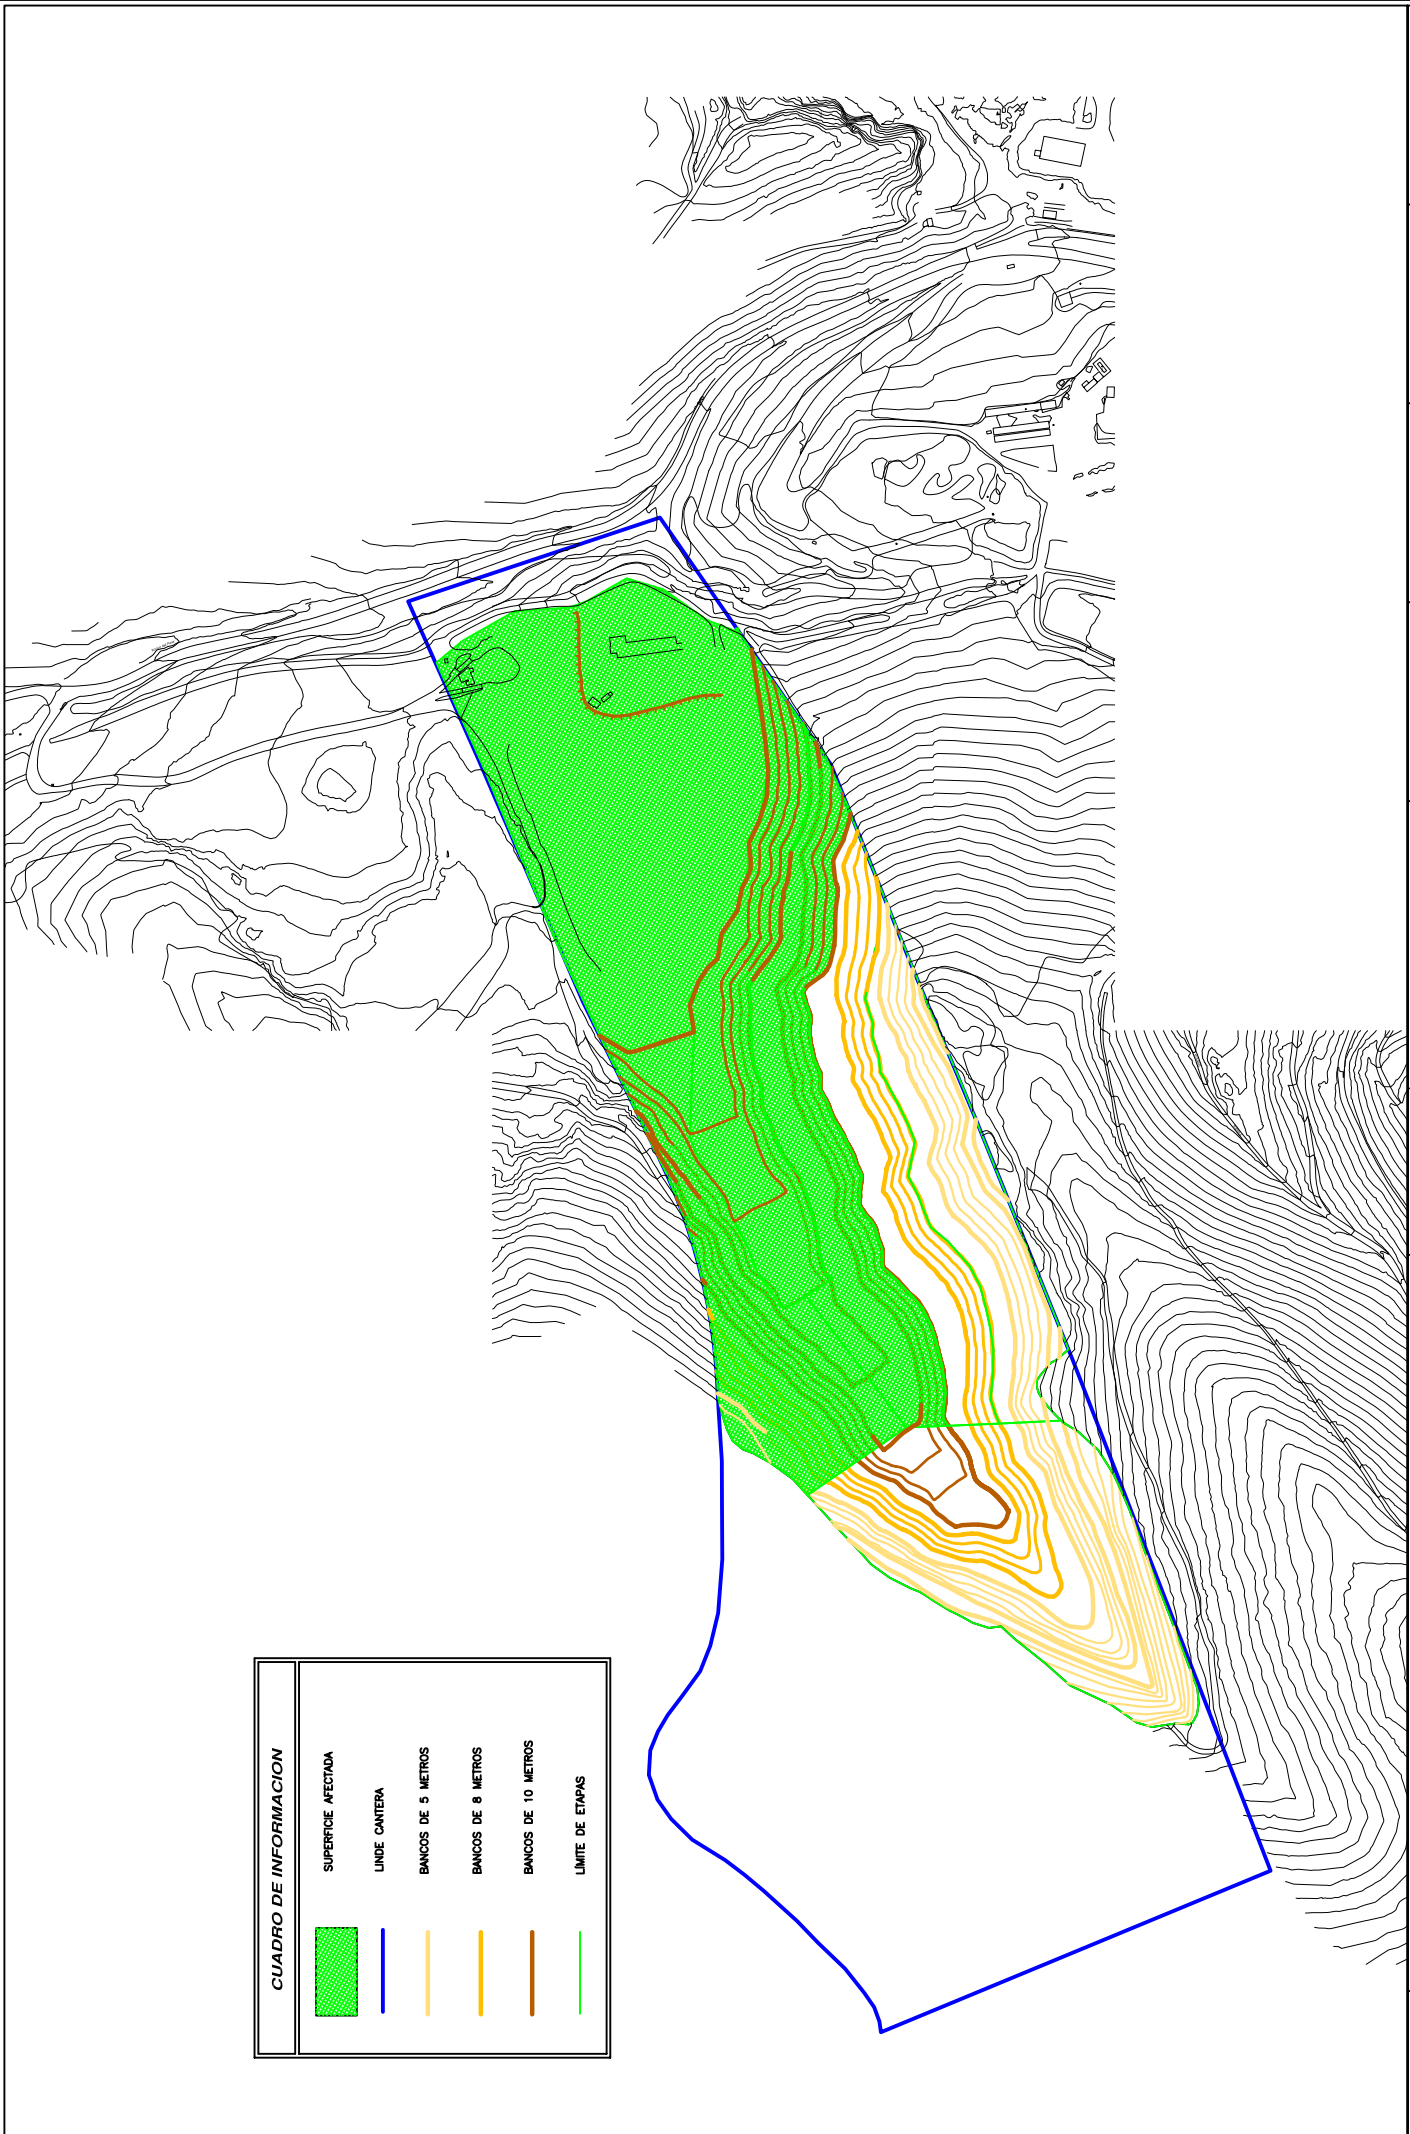 CUADRO DE INFORMACION
SUPERFICIE AFECTADA
LINDE CANTERA
BANCOS DE 5 METROS
BANCOS DE 8 METROS
BANCOS DE 10 METROS
LÍMITE DE ETAPAS